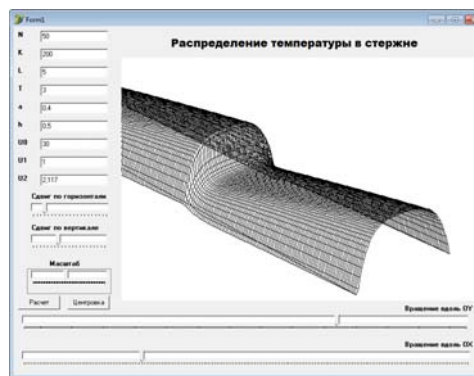 Form1
Распределение температуры в стержне
N 50
K 200
L 5
T 3
a 0.4
h 0.5
U0 30
U1 1
U2 2,117
Сдвиг по горизонтали
Сдвиг по вертикали
Масштаб
Расчет Центровка
Вращение вдоль OY
Вращение вдоль OX